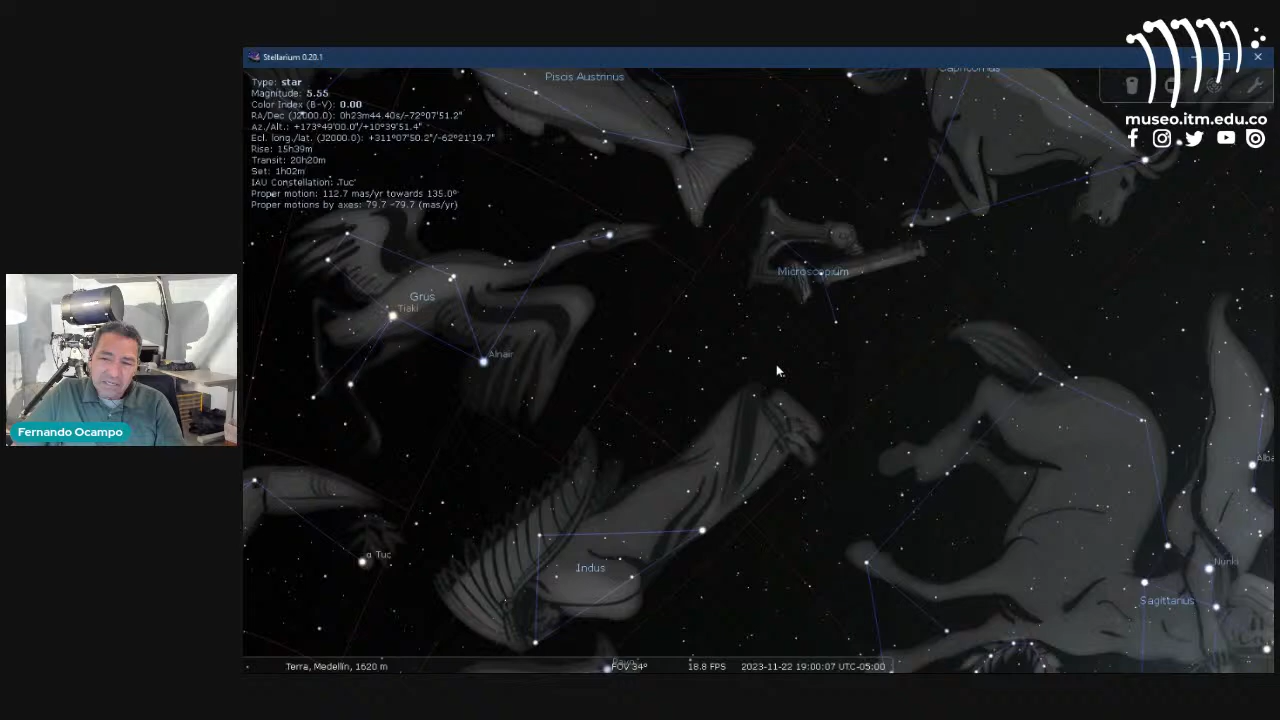 Stellarium 0.20.1
Type: star
Magnitude: 5.55
Color Index (B-V): 0.00
RA/Dec (J2000.0): 0h23m44.40s/-72°07'51.2"
Az./Alt.: +173°49'00.0"/+10°39'51.4"
Ecl. long./lat. (J2000.0): +311°07'50.2"/-62°21'19.7"
Rise: 15h39m
Transit: 20h20m
Set: 1h02m
IAU Constellation: Tuc
Proper motion: 112.7 mas/yr towards 135.0°
Proper motions by axes: 79.7 -79.7 (mas/yr)
Piscis Austrinus
Capricornus
museo.itm.edu.co
Microscopium
Grus
Tiaki
Alnair
α Tuc
Indus
Alba
Nunki
Sagittarius
Fernando Ocampo
Terra, Medellín, 1620 m
FOV 34°
18.8 FPS
2023-11-22 19:00:07 UTC-05:00